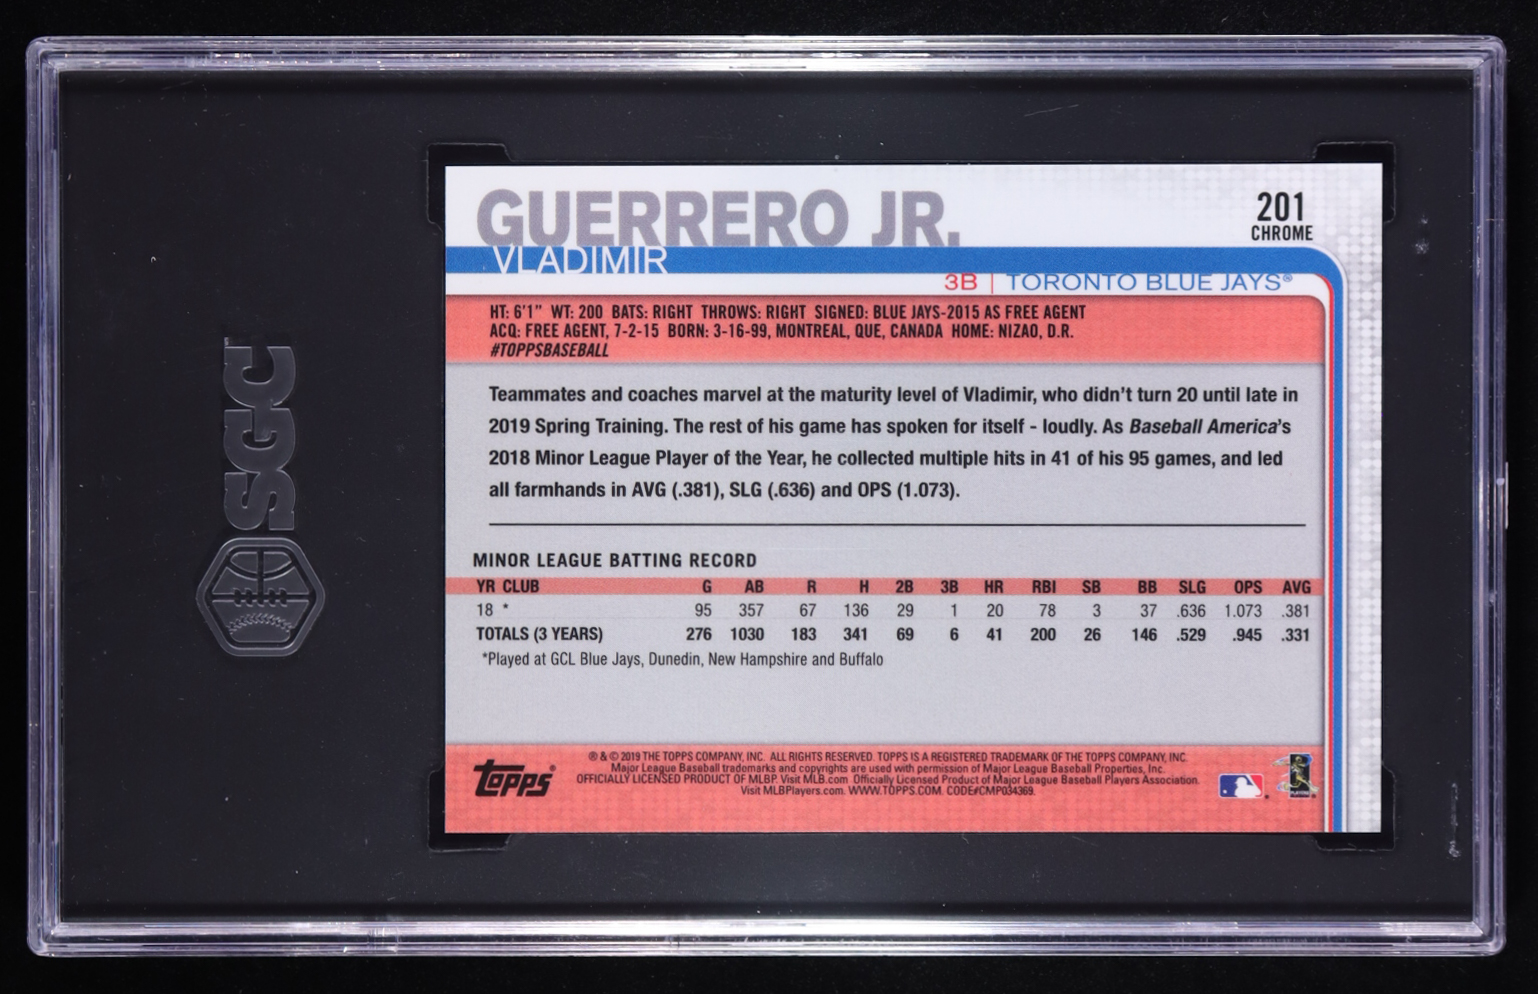 GUERRERO JR.
VLADIMIR
201
CHROME
3B | TORONTO BLUE JAYS®
HT: 6'1" WT: 200 BATS: RIGHT THROWS: RIGHT SIGNED: BLUE JAYS-2015 AS FREE AGENT
ACQ: FREE AGENT, 7-2-15 BORN: 3-16-99, MONTREAL, QUE, CANADA HOME: NIZAO, D.R.
#TOPPSBASEBALL
Teammates and coaches marvel at the maturity level of Vladimir, who didn't turn 20 until late in
2019 Spring Training. The rest of his game has spoken for itself - loudly. As Baseball America's
2018 Minor League Player of the Year, he collected multiple hits in 41 of his 95 games, and led
all farmhands in AVG (.381), SLG (.636) and OPS (1.073).
MINOR LEAGUE BATTING RECORD
YR CLUB G AB R H 2B 3B HR RBI SB BB SLG OPS AVG
18 * 95 357 67 136 29 1 20 78 3 37 .636 1.073 .381
TOTALS (3 YEARS) 276 1030 183 341 69 6 41 200 26 146 .529 .945 .331
*Played at GCL Blue Jays, Dunedin, New Hampshire and Buffalo
Topps®
® & © 2019 THE TOPPS COMPANY, INC. ALL RIGHTS RESERVED. TOPPS IS A REGISTERED TRADEMARK OF THE TOPPS COMPANY, INC.
Major League Baseball trademarks and copyrights are used with permission of Major League Baseball Properties, Inc.
OFFICIALLY LICENSED PRODUCT OF MLBP. Visit MLB.com Officially Licensed Product of Major League Baseball Players Association.
Visit MLBPlayers.com. WWW.TOPPS.COM. CODE#CMP034369.
SGC